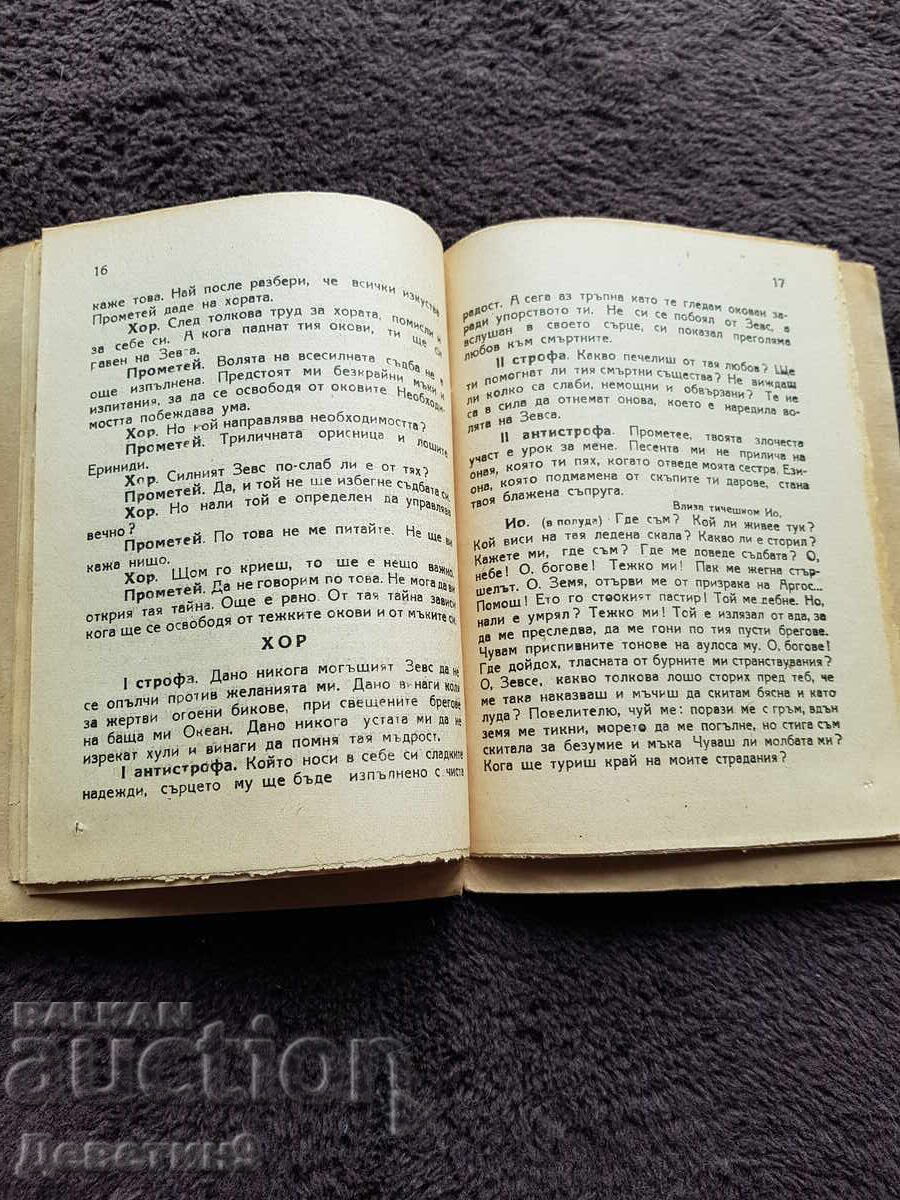 16
каже това. Най после разбери, че всички изкуства
Прометей даде на хората.
Хор. След толкова труд за хората, помисли и
за себе си. А кога паднат тия окови, ти ще си
равен на Зевса.
Прометей. Волята на всесилната съдба не е
още изпълнена. Предстоят ми безкрайни мъки и
изпитания, за да се освободя от оковите. Необходи-
мостта побеждава ума.
Хор. Но кой направлява необходимостта?
Прометей. Триличната орисница и лошите
Ериниди.
Хор. Силният Зевс по-слаб ли е от тях?
Прометей. Да, и той не ще избегне съдбата си.
Хор. Но нали той е определен да управлява
вечно?
Прометей. По това не ме питайте. Не ще ви
кажа нищо.
Хор. Щом го криеш, то ше е нещо важно.
Прометей. Да не говорим по това. Не мога да ви
открия тая тайна. Още е рано. От тая тайна зависи
кога ще се освободя от тежките окови и от мъките си.
ХОР
I строфа. Дано никога могъщият Зевс да не
се опълчи против желанията ми. Дано винаги коля
за жертви огоени бикове, при свещените брегове
на баща ми Океан. Дано никога устата ми да не
изрекат хули и винаги да помня тая мъдрост.
I антистрофа. Който носи в себе си сладките
надежди, сърцето му ще бъде изпълнено с чиста
17
радост. А сега аз тръпна като те гледам окован за-
ради упорството ти. Не си се побоял от Зевс, а
вслушан в своето сърце, си показал преголяма
любов към смъртните.
II строфа. Какво печелиш от тая любов? Ще
ти помогнат ли тия смъртни същества? Не виждаш
ли колко са слаби, немощни и обвързани? Те не
са в сила да отнемат онова, което е наредила во-
лята на Зевса.
II антистрофа. Прометее, твоята злочеста
участ е урок за мене. Песента ми не прилича на
оная, която ти пях, когато отведе моята сестра. Ези-
она, която подмамена от скъпите ти дарове, стана
твоя блажена съпруга.
Влиза тичешком Ио.
Ио. (в полуда) Где съм? Кой ли живее тук?
Кой виси на тая ледена скала? Какво ли е сторил?
Кажете ми, где съм? Где ме доведе съдбата? О,
небе! О, богове! Тежко ми! Пак ме жегна стър-
шелът. О, Земя, отърви ме от призрака на Аргос...
Помош! Ето го стоокият пастир! Той ме дебне. Но,
нали е умрял? Тежко ми! Той е излязал от ада, за
да ме преследва, да ме гони по тия пусти брегове.
Чувам приспивните тонове на аулоса му. О, богове!
Где дойдох, тласната от бурните ми странствувания?
О, Зевсе, какво толкова лошо сторих пред теб, че
ме така наказваш и мъчиш да скитам бясна и като
луда? Повелителю, чуй ме: порази ме с гръм, вдън
земя ме тикни, морето да ме погълне, но стига съм
скитала за безумие и мъка Чуваш ли молбата ми?
Кога ще туриш край на моите страдания?
BALKAN
auction
Деветин9